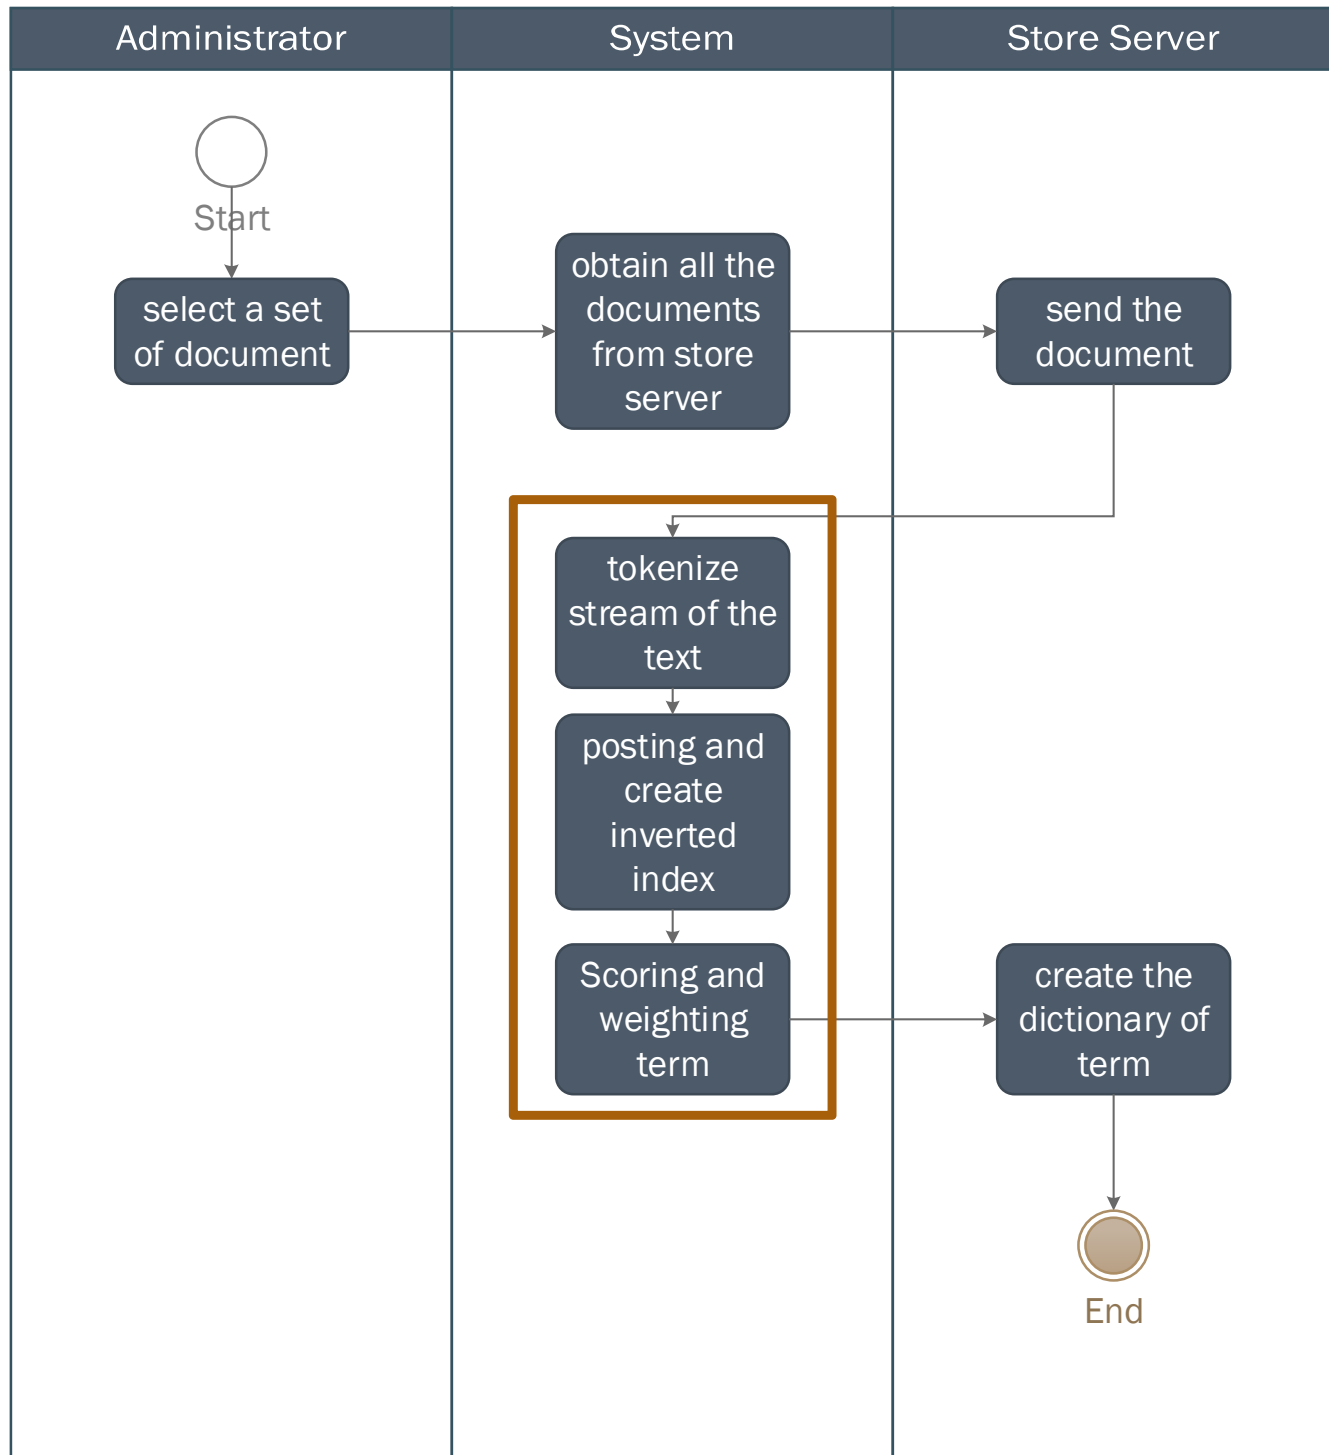 Administrator
System
Store Server
Start
select a set
of document
obtain all the
documents
from store
server
send the
document
tokenize
stream of the
text
posting and
create
inverted
index
Scoring and
weighting
term
create the
dictionary of
term
End